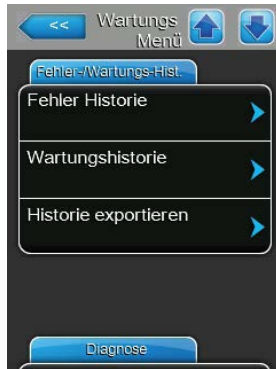 << Wartungs
Menü
Fehler-/Wartungs-Hist.
Fehler Historie
Wartungshistorie
Historie exportieren
Diagnose